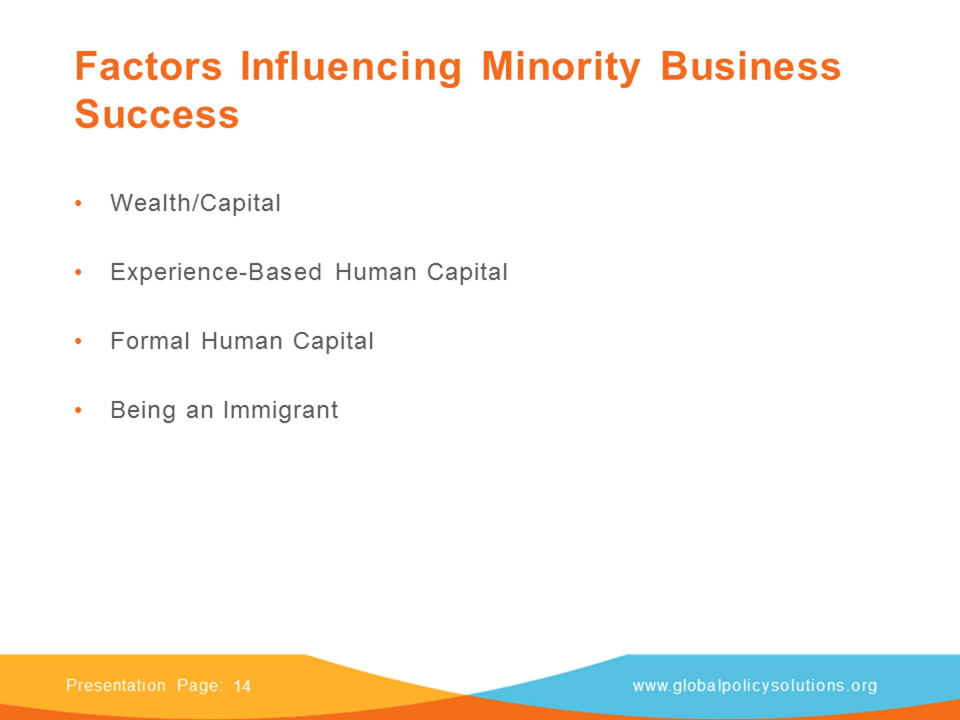 Factors Influencing Minority Business
Success
• Wealth/Capital
• Experience-Based Human Capital
• Formal Human Capital
• Being an Immigrant
Presentation Page: 14
www.globalpolicysolutions.org